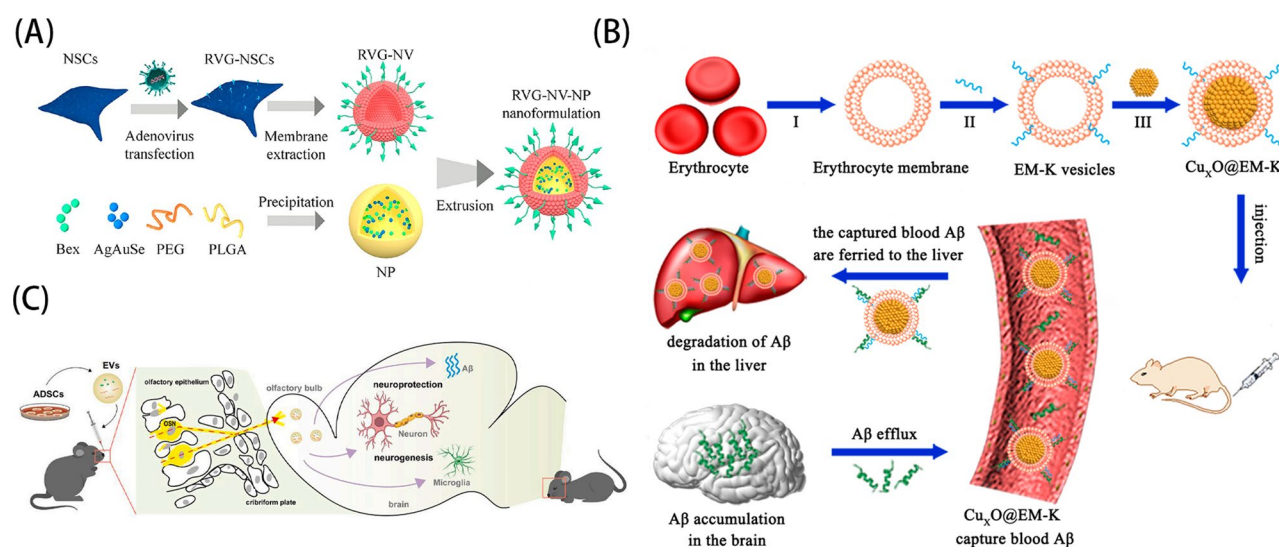 (A)
NSCs
RVG-NSCs
RVG-NV
Adenovirus
transfection
Membrane
extraction
RVG-NV-NP
nanoformulation
Precipitation
Extrusion
Bex
AgAuSe
PEG
PLGA
NP
(B)
I
II
III
Erythrocyte
Erythrocyte membrane
EM-K vesicles
CuₓO@EM-K
injection
the captured blood Aβ
are ferried to the liver
degradation of Aβ
in the liver
Aβ efflux
Aβ accumulation
in the brain
CuₓO@EM-K
capture blood Aβ
(C)
EVs
ADSCs
olfactory epithelium
OSN
cribriform plate
olfactory bulb
Aβ
neuroprotection
Neuron
neurogenesis
Microglia
brain